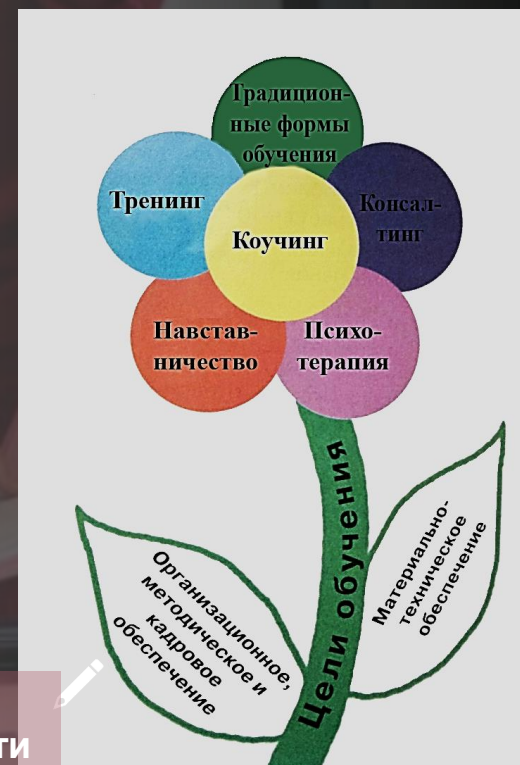 Традицион-
ные формы
обучения
Тренинг
Консал-
тинг
Коучинг
Навстав-
ничество
Психо-
терапия
Цели обучения
Организационное,
методическое и
кадровое
обеспечение
Материально-
техническое
обеспечение
ти